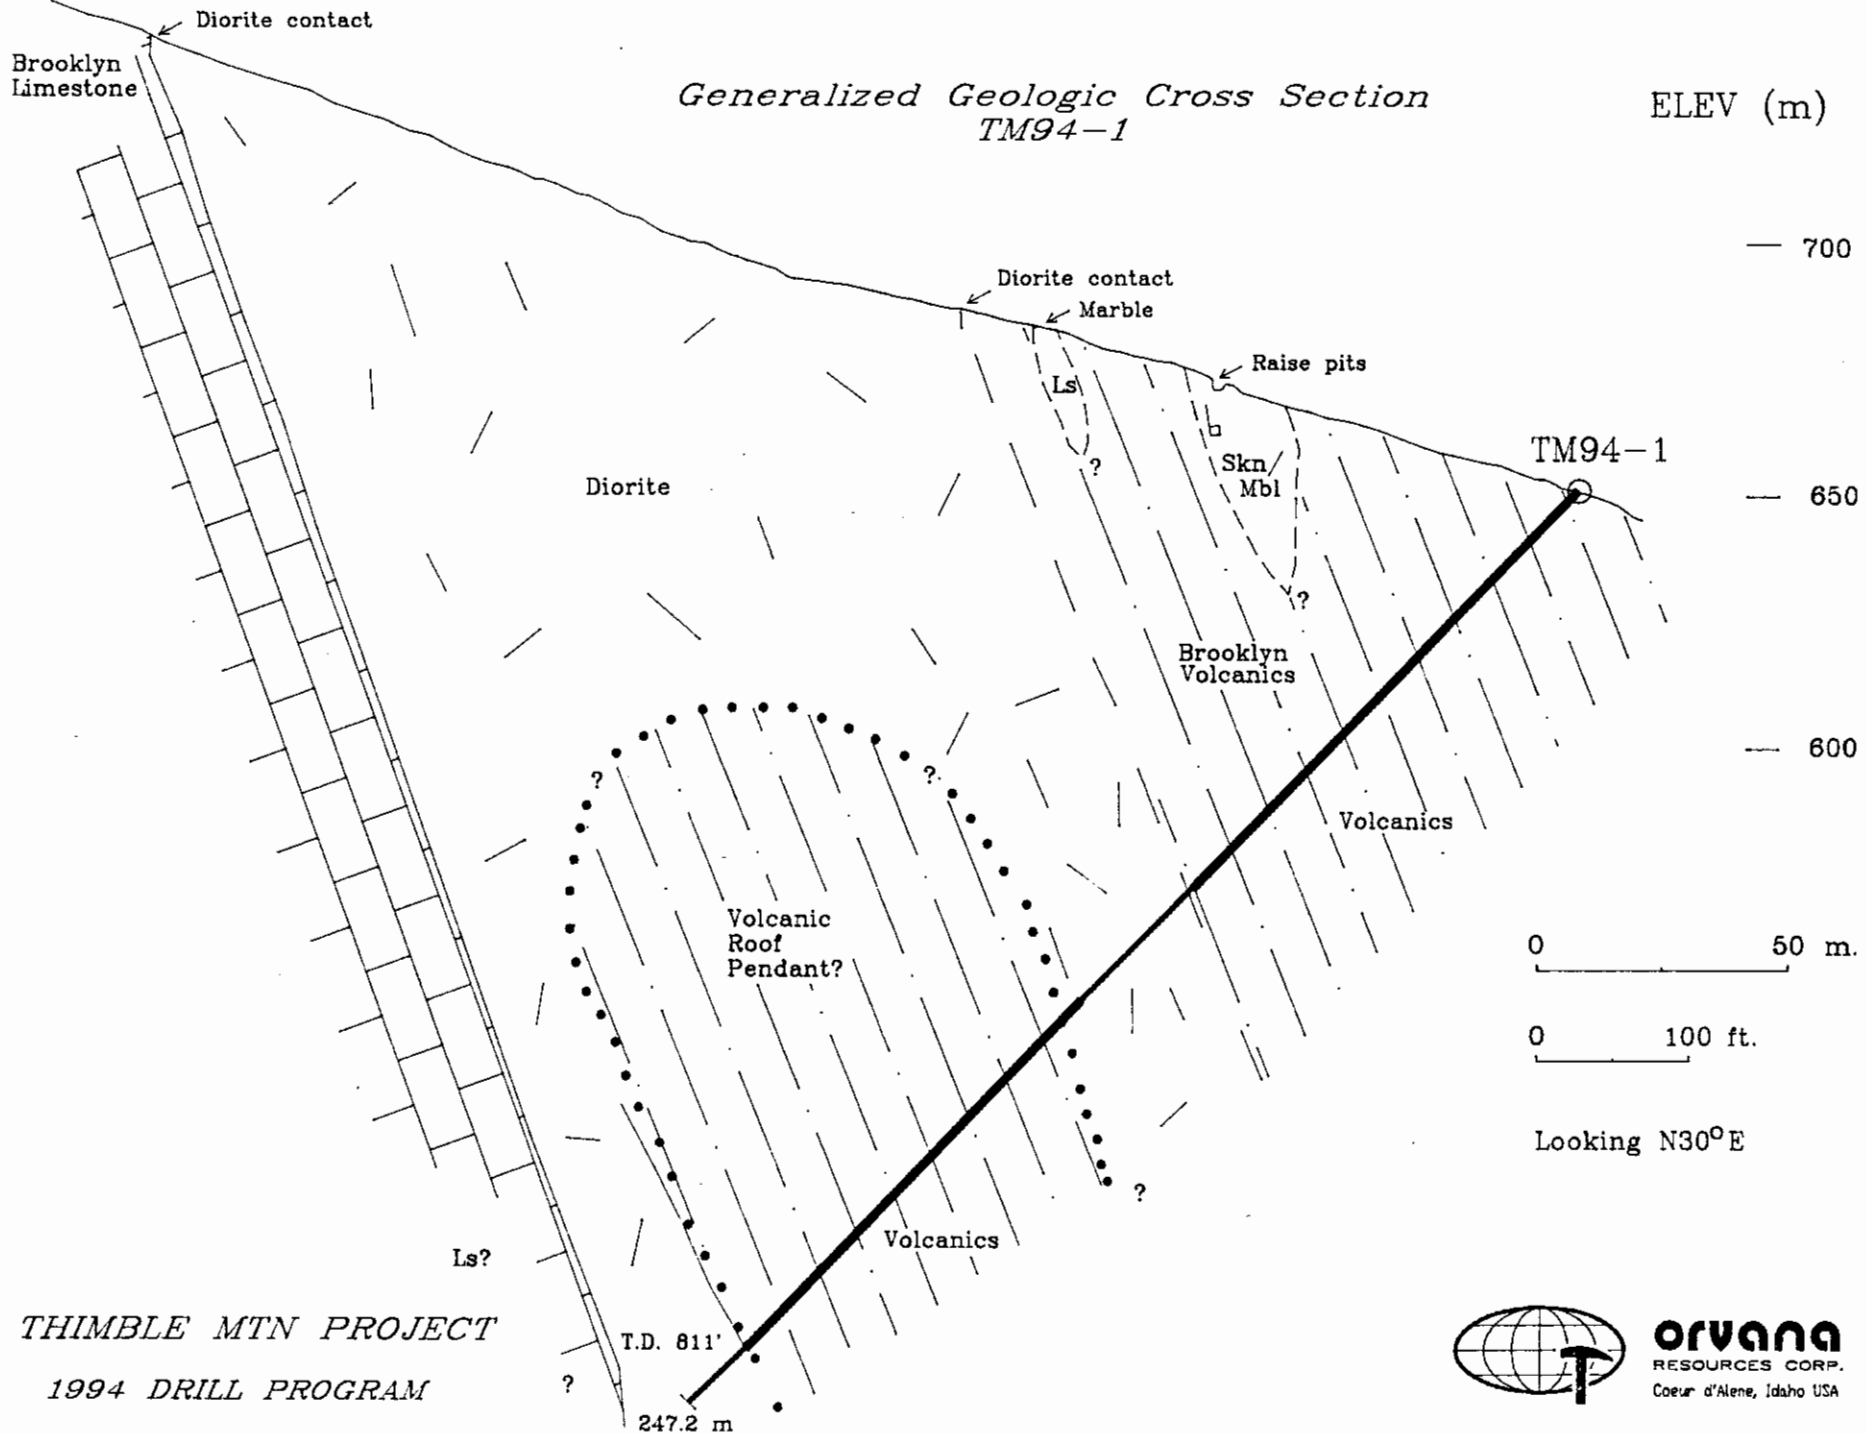 Diorite contact
Brooklyn
Limestone
Generalized Geologic Cross Section
TM94-1
ELEV (m)
700
Diorite contact
Marble
Raise pits
Ls
?
TM94-1
Skn/
Mbl
Diorite
650
?
Brooklyn
Volcanics
600
?
?
Volcanics
Volcanic
Roof
Pendant?
0 50 m.
0 100 ft.
Looking N30°E
?
Volcanics
Ls?
THIMBLE MTN PROJECT
1994 DRILL PROGRAM
T.D. 811'
?
247.2 m
orvana
RESOURCES CORP.
Coeur d'Alene, Idaho USA